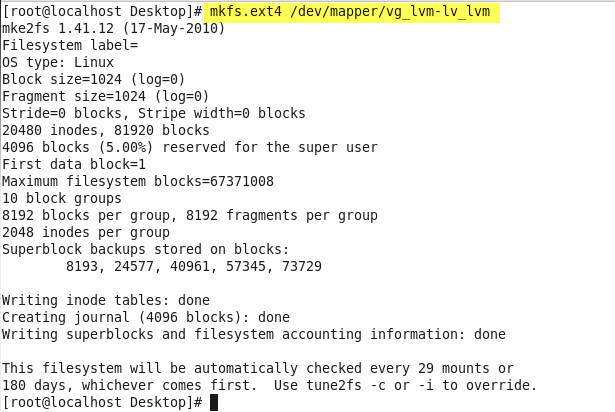 [root@localhost Desktop]# mkfs.ext4 /dev/mapper/vg_lvm-lv_lvm
mke2fs 1.41.12 (17-May-2010)
Filesystem label=
OS type: Linux
Block size=1024 (log=0)
Fragment size=1024 (log=0)
Stride=0 blocks, Stripe width=0 blocks
20480 inodes, 81920 blocks
4096 blocks (5.00%) reserved for the super user
First data block=1
Maximum filesystem blocks=67371008
10 block groups
8192 blocks per group, 8192 fragments per group
2048 inodes per group
Superblock backups stored on blocks:
        8193, 24577, 40961, 57345, 73729

Writing inode tables: done
Creating journal (4096 blocks): done
Writing superblocks and filesystem accounting information: done

This filesystem will be automatically checked every 29 mounts or
180 days, whichever comes first.  Use tune2fs -c or -i to override.
[root@localhost Desktop]#